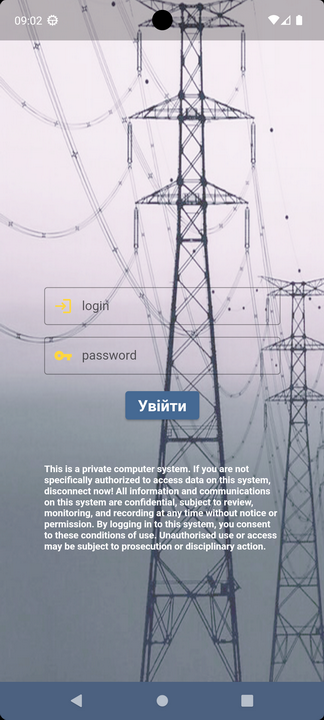 09:02
login
password
Увійти
This is a private computer system. If you are not
specifically authorized to access data on this system,
disconnect now! All information and communications
on this system are confidential, subject to review,
monitoring, and recording at any time without notice or
permission. By logging in to this system, you consent
to these conditions of use. Unauthorised use or access
may be subject to prosecution or disciplinary action.